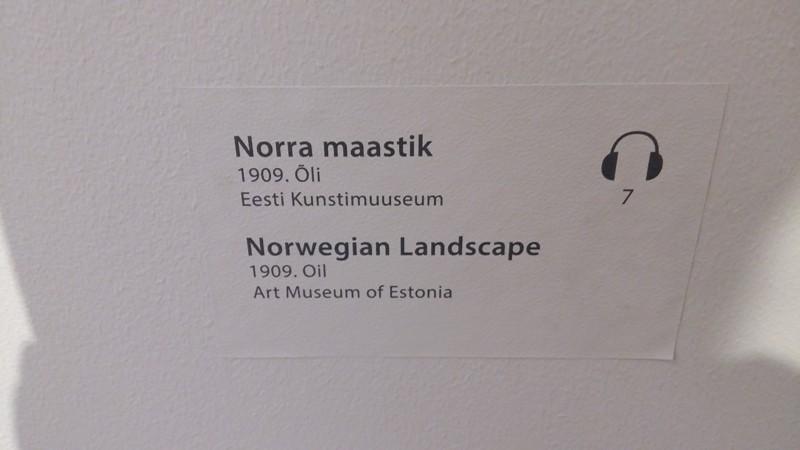 Norra maastik
1909. Õli
Eesti Kunstimuuseum
7
Norwegian Landscape
1909. Oil
Art Museum of Estonia